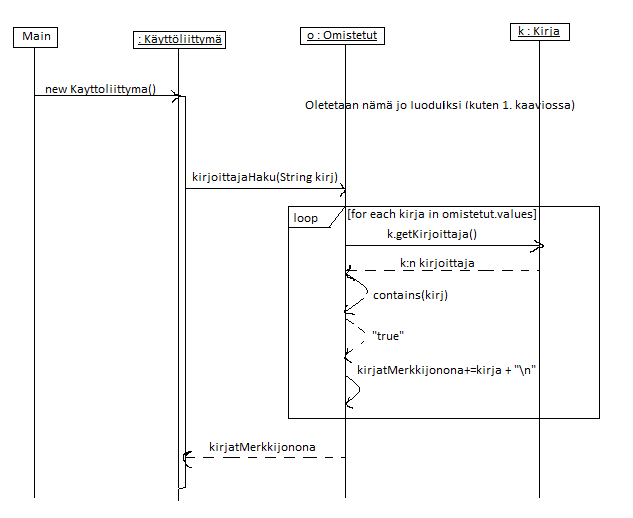 Main
: Käyttöliittymä
o : Omistetut
k : Kirja
new Kayttoliittyma()
Oletetaan nämä jo luoduiksi (kuten 1. kaaviossa)
kirjoittajaHaku(String kirj)
loop
[for each kirja in omistetut.values]
k.getKirjoittaja()
k:n kirjoittaja
contains(kirj)
"true"
kirjatMerkkijonona+=kirja + "\n"
kirjatMerkkijonona